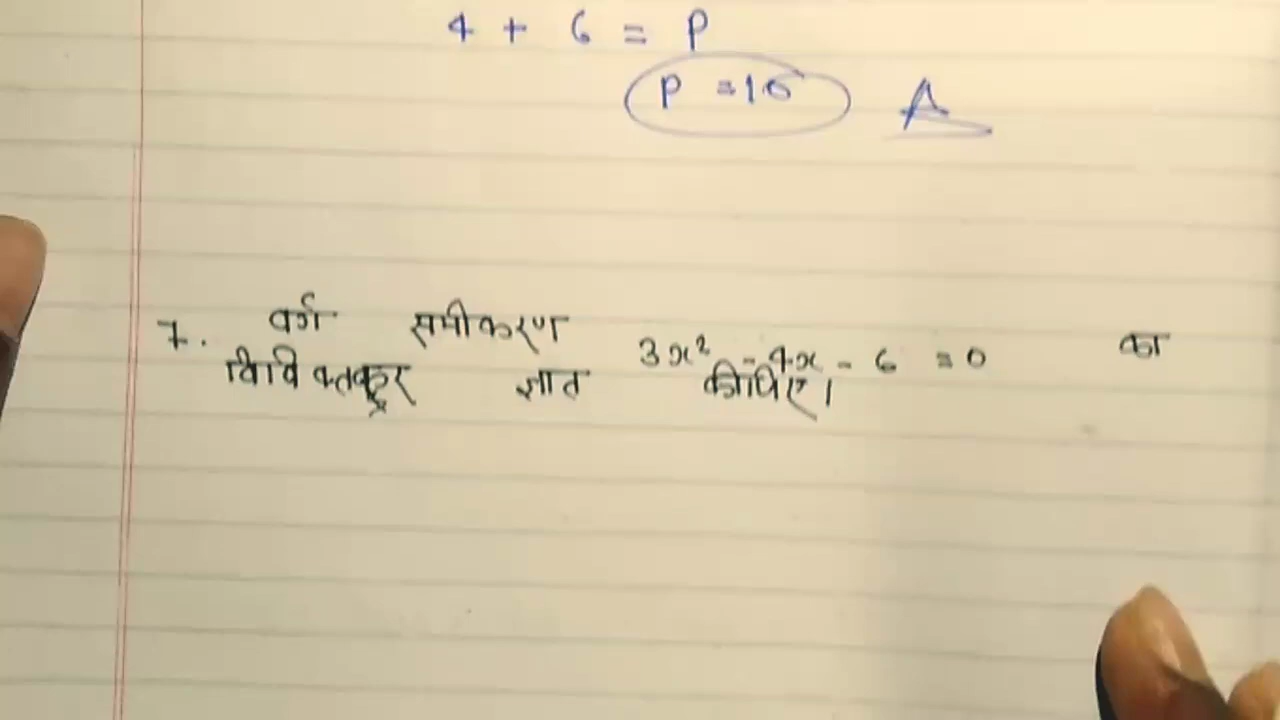 4 + 6 = P
P = 10 A
7. वर्ग समीकरण 3x² - 4x - 6 = 0 का
विविक्तकर ज्ञात कीजिए।